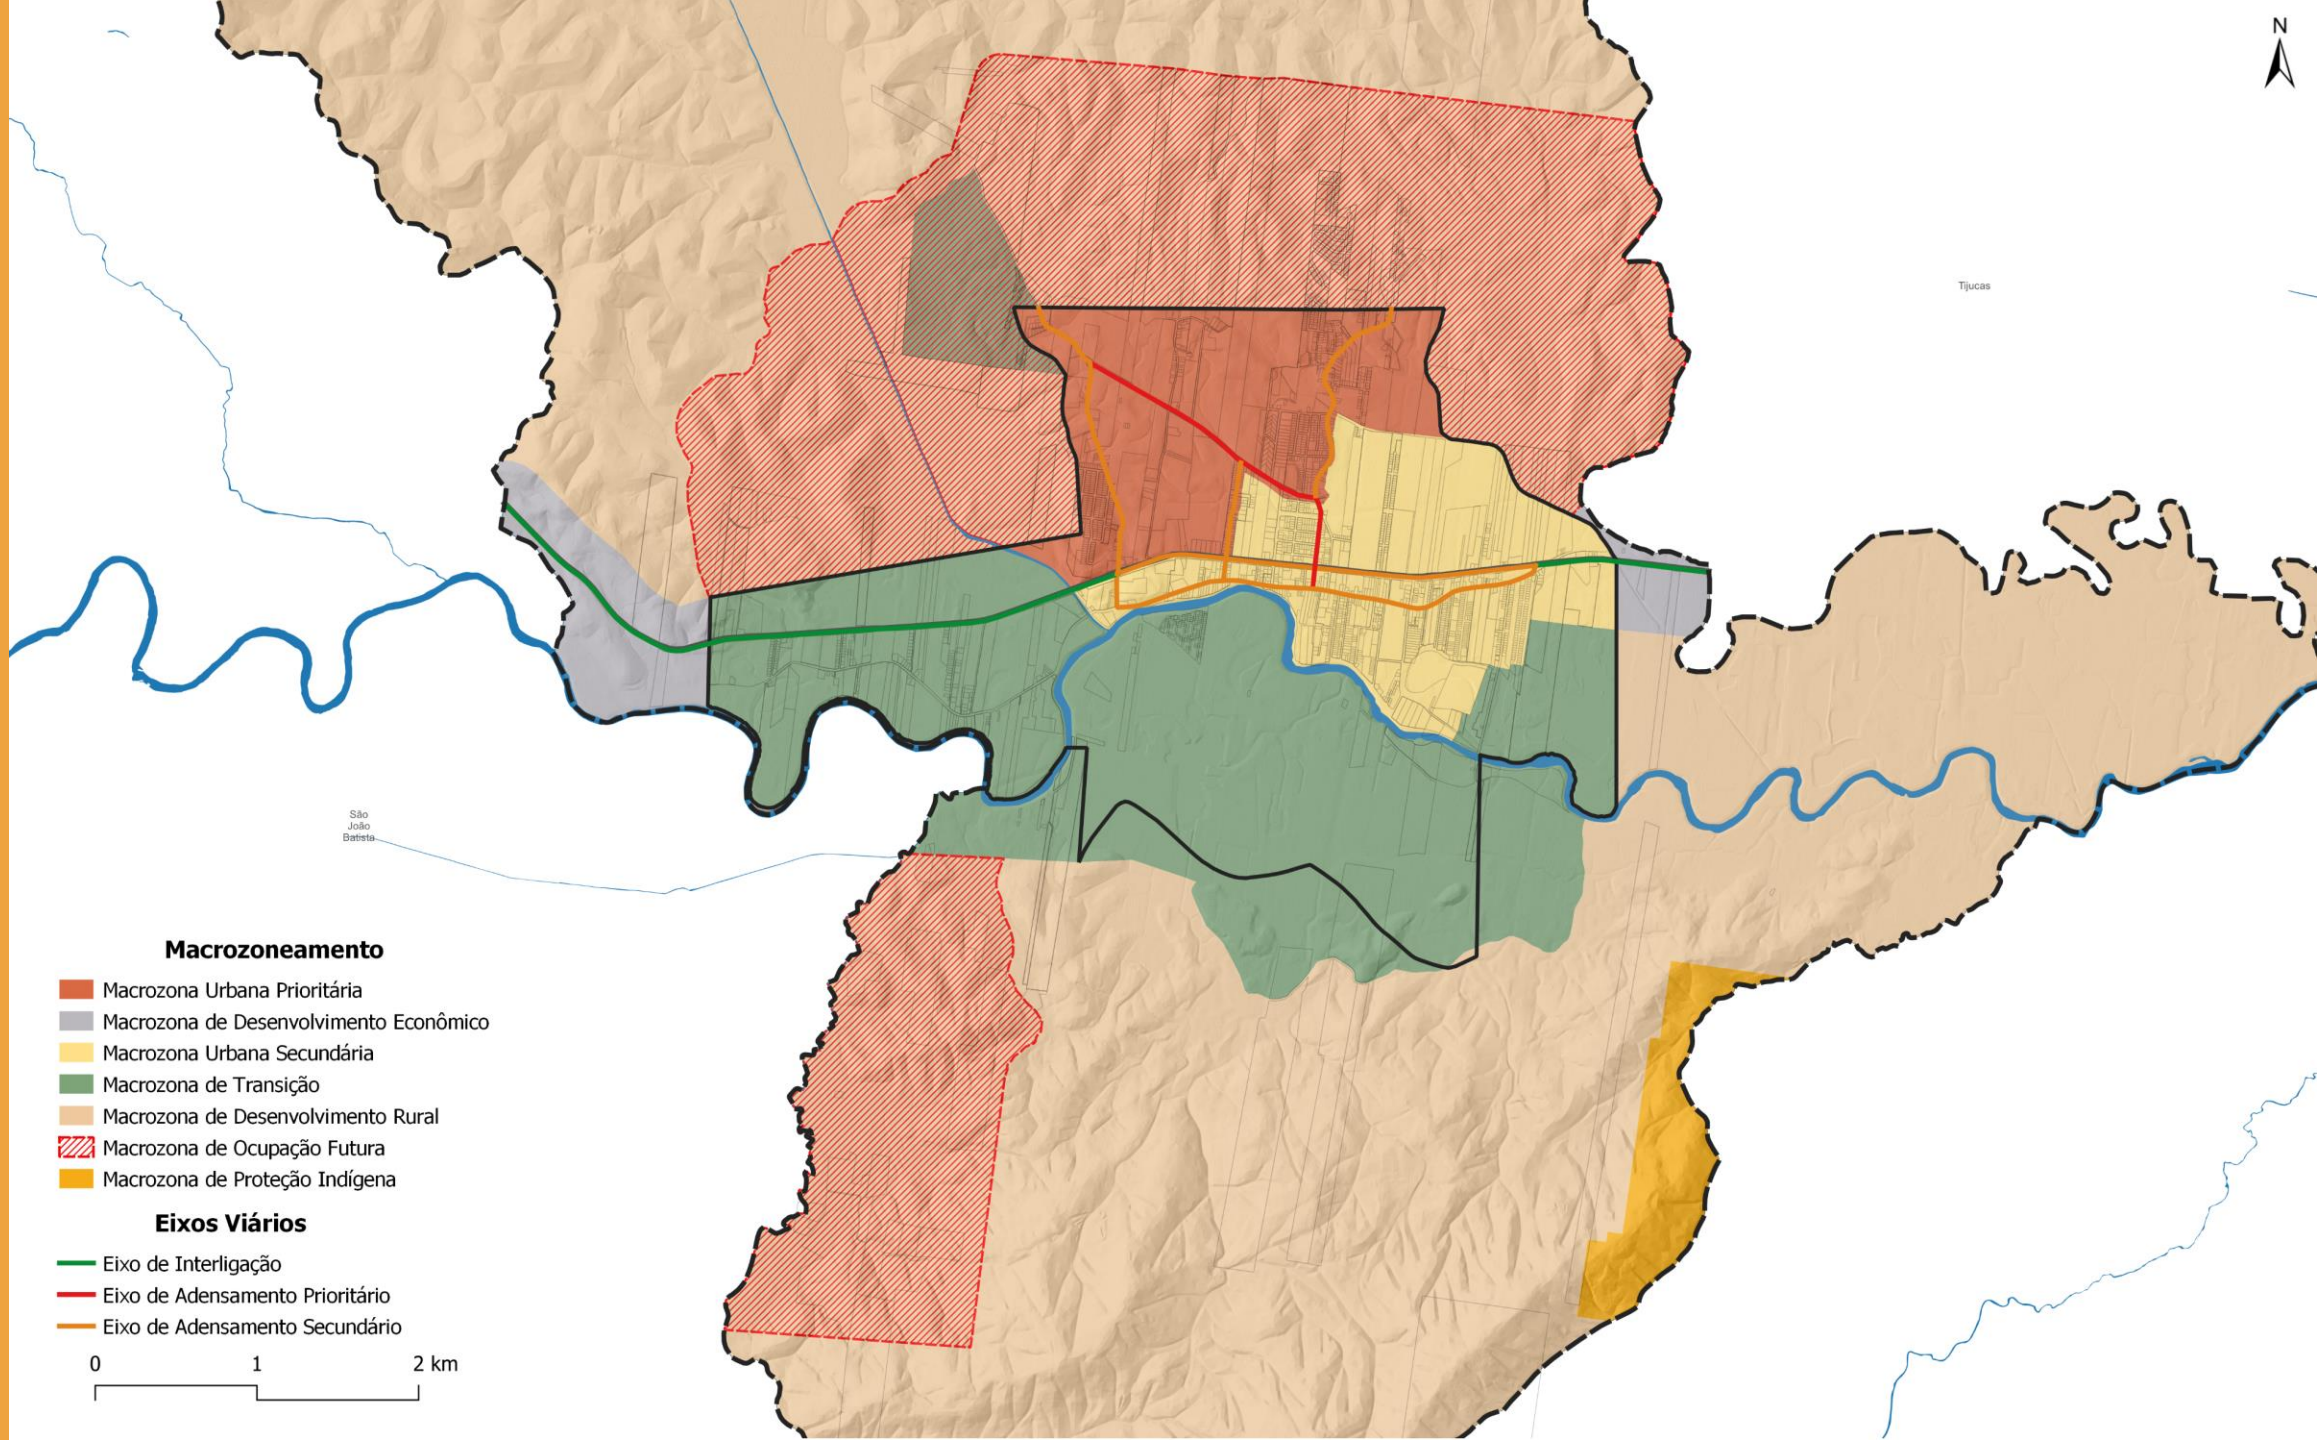 N
Tijucas
São
João
Batista
Macrozoneamento
Macrozona Urbana Prioritária
Macrozona de Desenvolvimento Econômico
Macrozona Urbana Secundária
Macrozona de Transição
Macrozona de Desenvolvimento Rural
Macrozona de Ocupação Futura
Macrozona de Proteção Indígena
Eixos Viários
Eixo de Interligação
Eixo de Adensamento Prioritário
Eixo de Adensamento Secundário
0 1 2 km